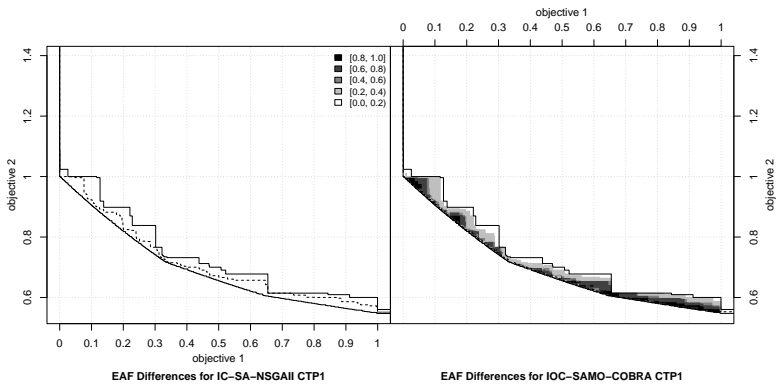 objective 1
0 0.1 0.2 0.3 0.4 0.5 0.6 0.7 0.8 0.9 1
1.4
1.2
1
0.8
0.6
objective 2
[0.8, 1.0]
[0.6, 0.8)
[0.4, 0.6)
[0.2, 0.4)
[0.0, 0.2)
1.4
1.2
1
0.8
0.6
objective 2
0 0.1 0.2 0.3 0.4 0.5 0.6 0.7 0.8 0.9 1
objective 1
EAF Differences for IC−SA−NSGAII CTP1
EAF Differences for IOC−SAMO−COBRA CTP1